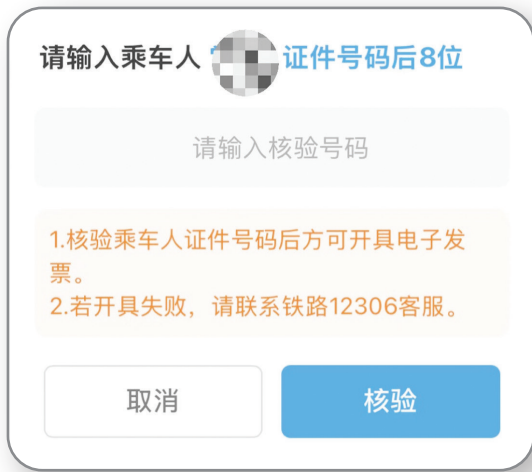 请输入乘车人 证件号码后8位
请输入核验号码
1.核验乘车人证件号码后方可开具电子发
票。
2.若开具失败，请联系铁路12306客服。
取消 核验